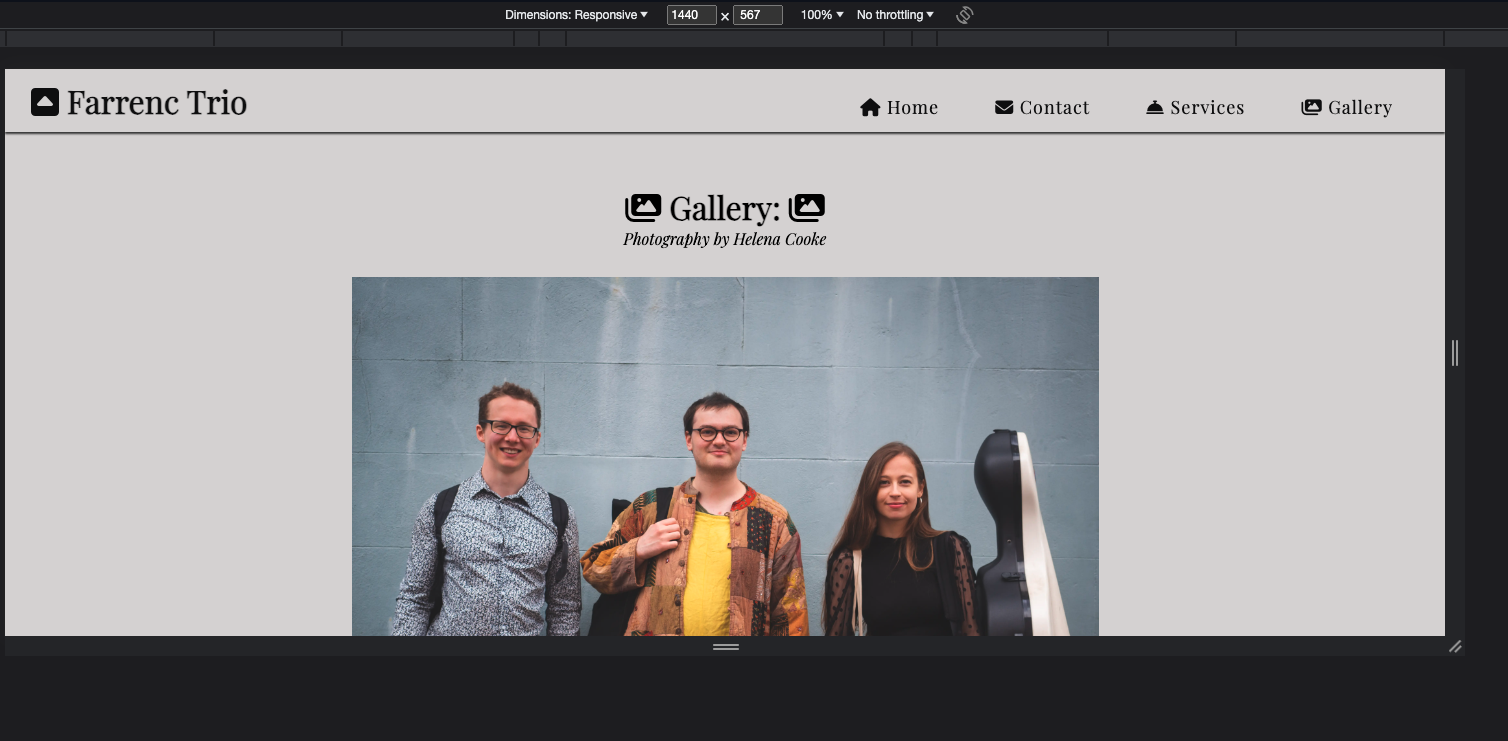 Dimensions: Responsive 1440 × 567 100% No throttling
Farrenc Trio
Home Contact Services Gallery
Gallery:
Photography by Helena Cooke